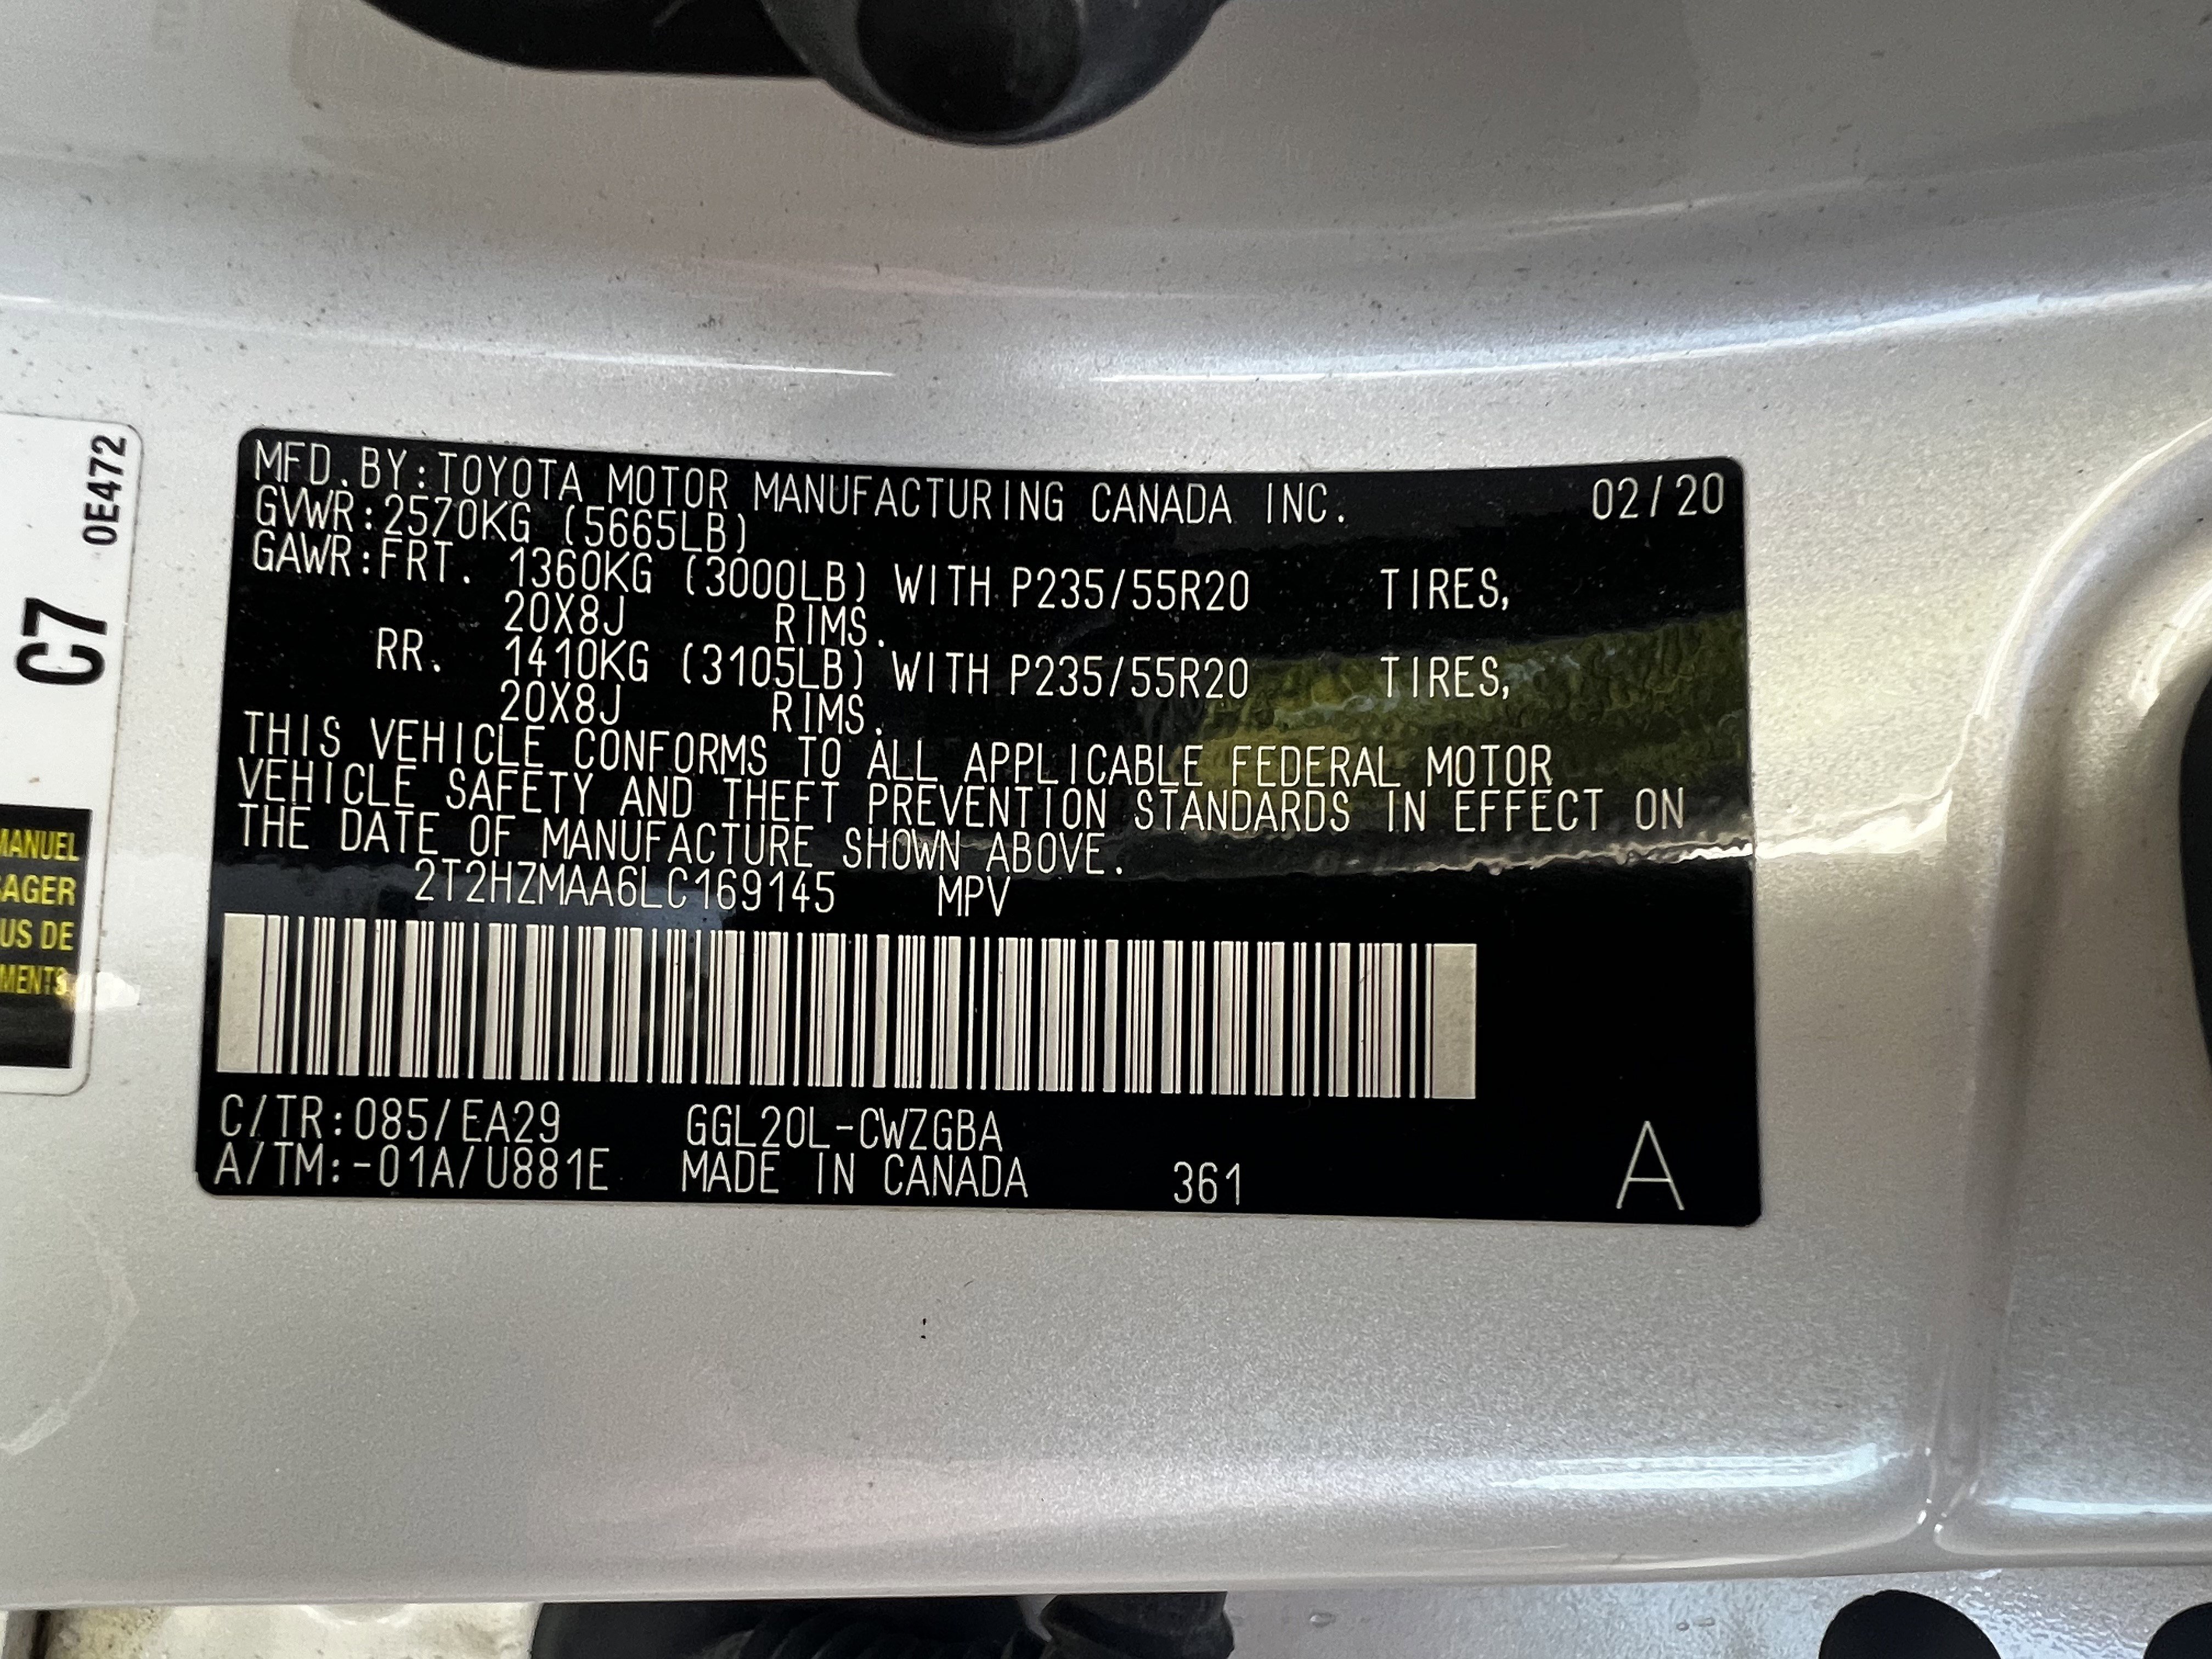 MFD.BY:TOYOTA MOTOR MANUFACTURING CANADA INC. 02/20
GVWR:2570KG (5665LB)
GAWR:FRT. 1360KG (3000LB) WITH P235/55R20 TIRES,
20X8J RIMS.
RR. 1410KG (3105LB) WITH P235/55R20 TIRES,
20X8J RIMS.
THIS VEHICLE CONFORMS TO ALL APPLICABLE FEDERAL MOTOR
VEHICLE SAFETY AND THEFT PREVENTION STANDARDS IN EFFECT ON
THE DATE OF MANUFACTURE SHOWN ABOVE.
2T2HZMAA6LC169145 MPV
C/TR:085/EA29 GGL20L-CWZGBA
A/TM:-01A/U881E MADE IN CANADA 361 A
C7 0E472
MANUEL
US DE